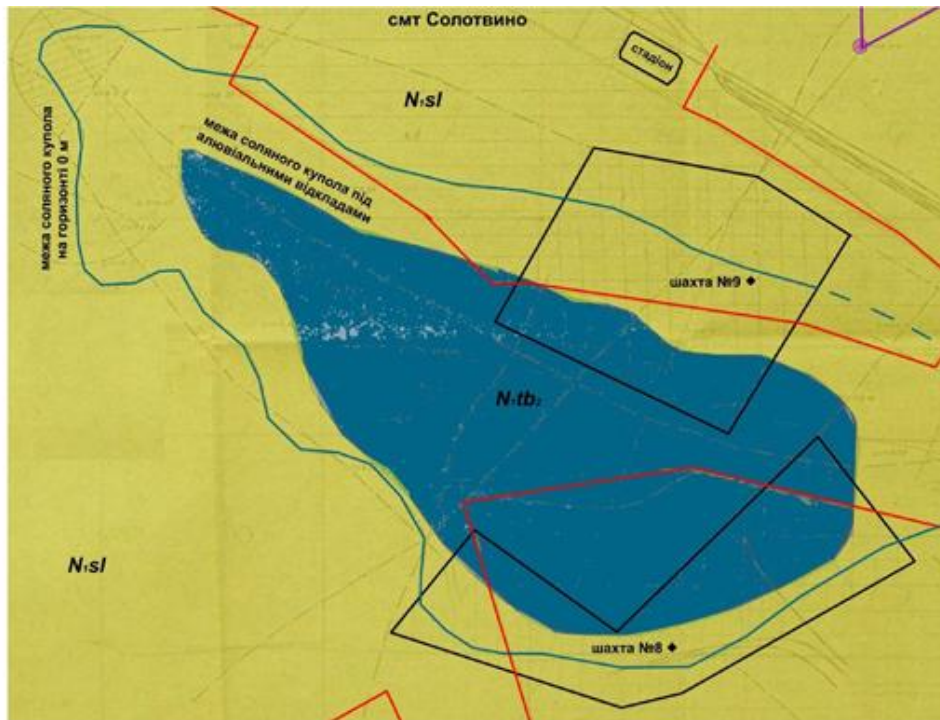 смт Солотвино
стадіон
N₁sl
межа соляного купола під
алювіальними відкладами
межа соляного купола
на горизонті 0 м
шахта №9
N₁tb₂
N₁sl
шахта №8